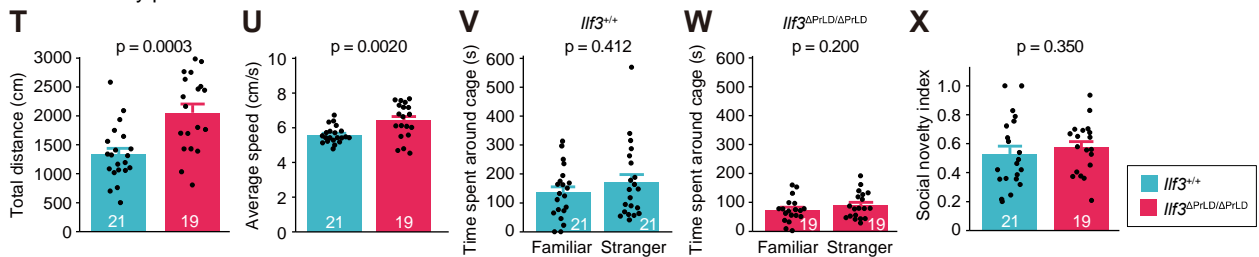 T
p = 0.0003
Total distance (cm)
3000
2500
2000
1500
1000
500
0
21
19
U
p = 0.0020
Average speed (cm/s)
10
8
6
4
2
0
21
19
V
Ilf3+/+
p = 0.412
Time spent around cage (s)
600
500
400
300
200
100
0
21
21
Familiar
Stranger
W
Ilf3ΔPrLD/ΔPrLD
p = 0.200
Time spent around cage (s)
600
500
400
300
200
100
0
19
19
Familiar
Stranger
X
p = 0.350
Social novelty index
1.0
0.8
0.6
0.4
0.2
0
21
19
Ilf3+/+
Ilf3ΔPrLD/ΔPrLD